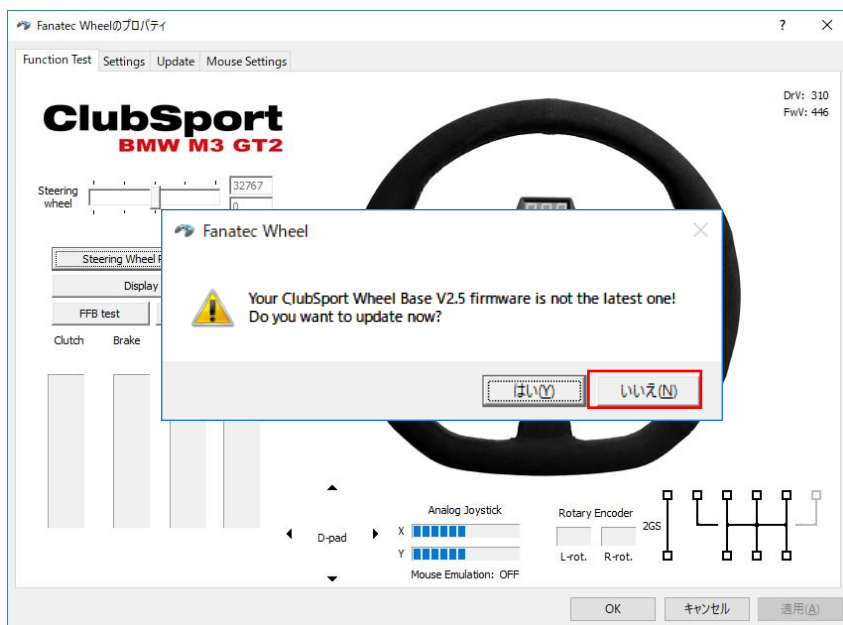 Fanatec Wheelのプロパティ
Function Test Settings Update Mouse Settings
ClubSport
BMW M3 GT2
DrV: 310
FwV: 446
Steering wheel
32767
0
Fanatec Wheel
Your ClubSport Wheel Base V2.5 firmware is not the latest one!
Do you want to update now?
はい(Y) いいえ(N)
Steering Wheel
Display
FFB test
Clutch Brake
D-pad
Analog Joystick
X
Y
Mouse Emulation: OFF
Rotary Encoder
L-rot. R-rot.
2GS
OK キャンセル 適用(A)